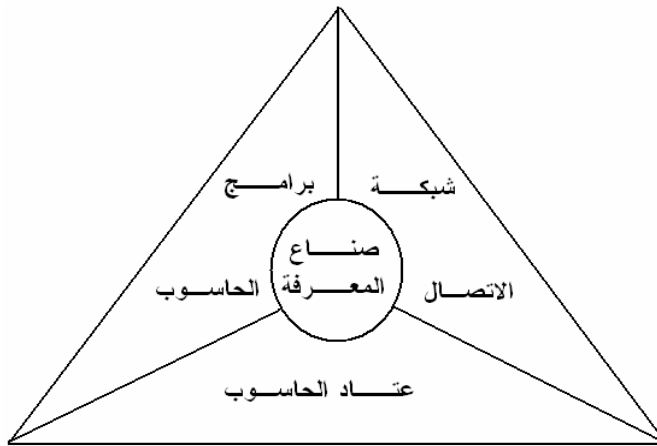 شبكة
الاتصال
برامج
الحاسوب
صناع
المعرفة
عتاد الحاسوب